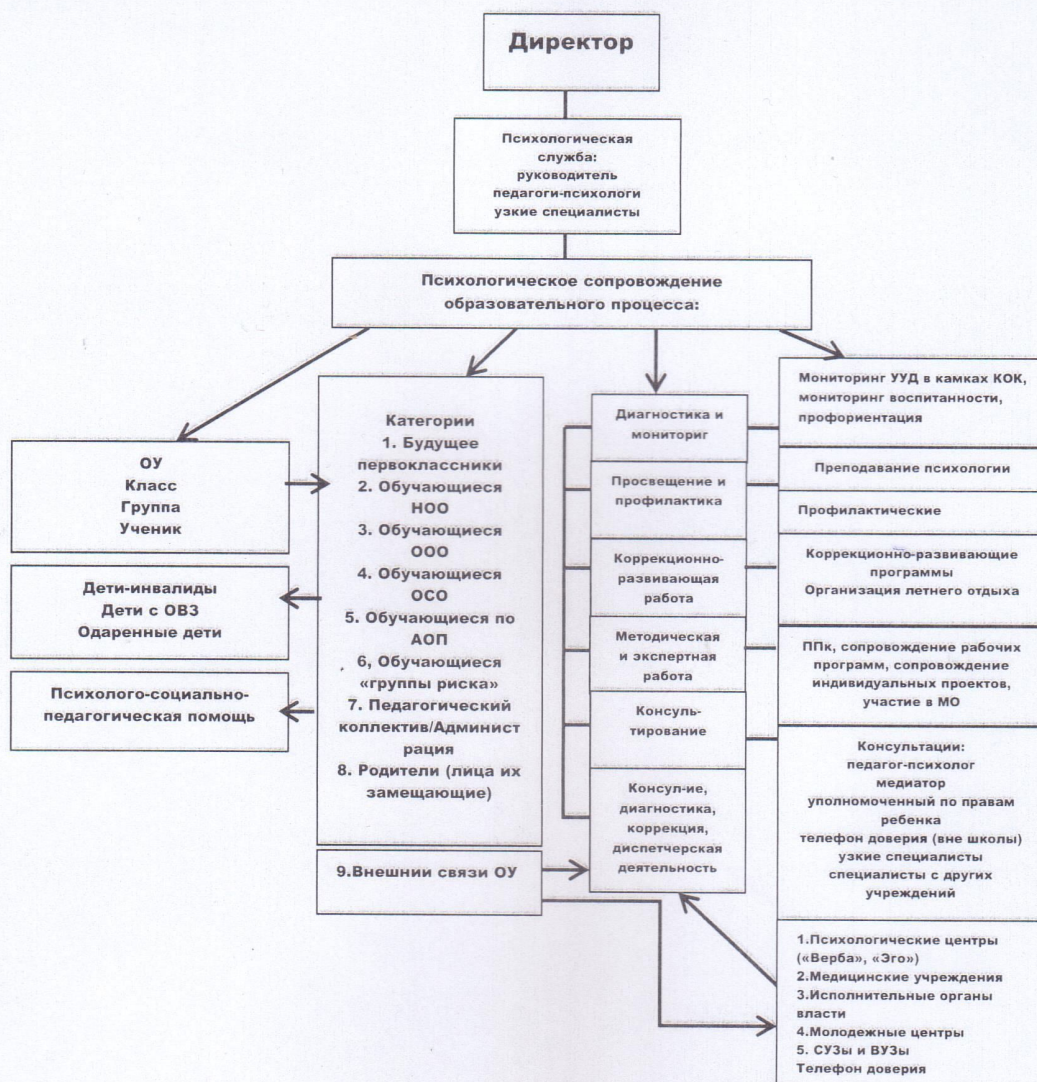 Директор
Психологическая
служба:
руководитель
педагоги-психологи
узкие специалисты
Психологическое сопровождение
образовательного процесса:
ОУ
Класс
Группа
Ученик
Дети-инвалиды
Дети с ОВЗ
Одаренные дети
Психолого-социально-
педагогическая помощь
Категории
1. Будущее
первоклассники
2. Обучающиеся
НОО
3. Обучающиеся
ООО
4. Обучающиеся
ОСО
5. Обучающиеся по
АОП
6, Обучающиеся
«группы риска»
7. Педагогический
коллектив/Админист
рация
8. Родители (лица их
замещающие)
9.Внешнии связи ОУ
Диагностика и
мониториг
Просвещение и
профилактика
Коррекционно-
развивающая
работа
Методическая
и экспертная
работа
Консуль-
тирование
Консул-ие,
диагностика,
коррекция,
диспетчерская
деятельность
Мониторинг УУД в камках КОК,
мониторинг воспитанности,
профориентация
Преподавание психологии
Профилактические
Коррекционно-развивающие
программы
Организация летнего отдыха
ППк, сопровождение рабочих
программ, сопровождение
индивидуальных проектов,
участие в МО
Консультации:
педагог-психолог
медиатор
уполномоченный по правам
ребенка
телефон доверия (вне школы)
узкие специалисты
специалисты с других
учреждений
1.Психологические центры
(«Верба», «Эго»)
2.Медицинские учреждения
3.Исполнительные органы
власти
4.Молодежные центры
5. СУЗы и ВУЗы
Телефон доверия